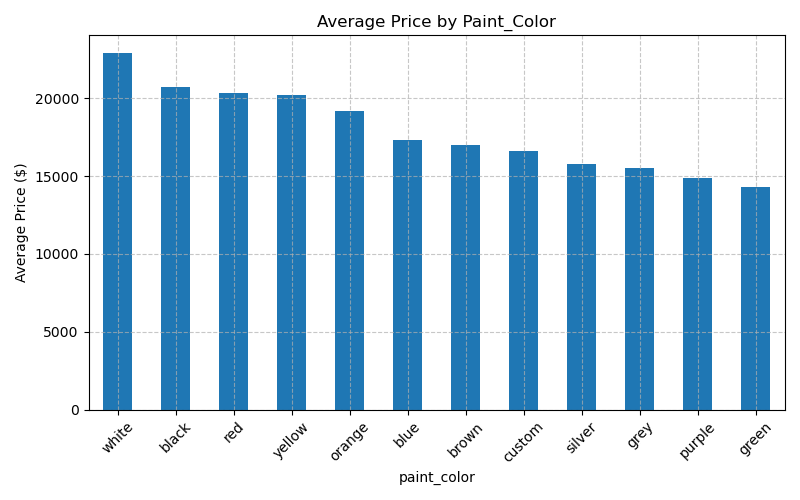 Average Price by Paint_Color
Average Price ($)
20000
15000
10000
5000
0
white
black
red
yellow
orange
blue
brown
custom
silver
grey
purple
green
paint_color